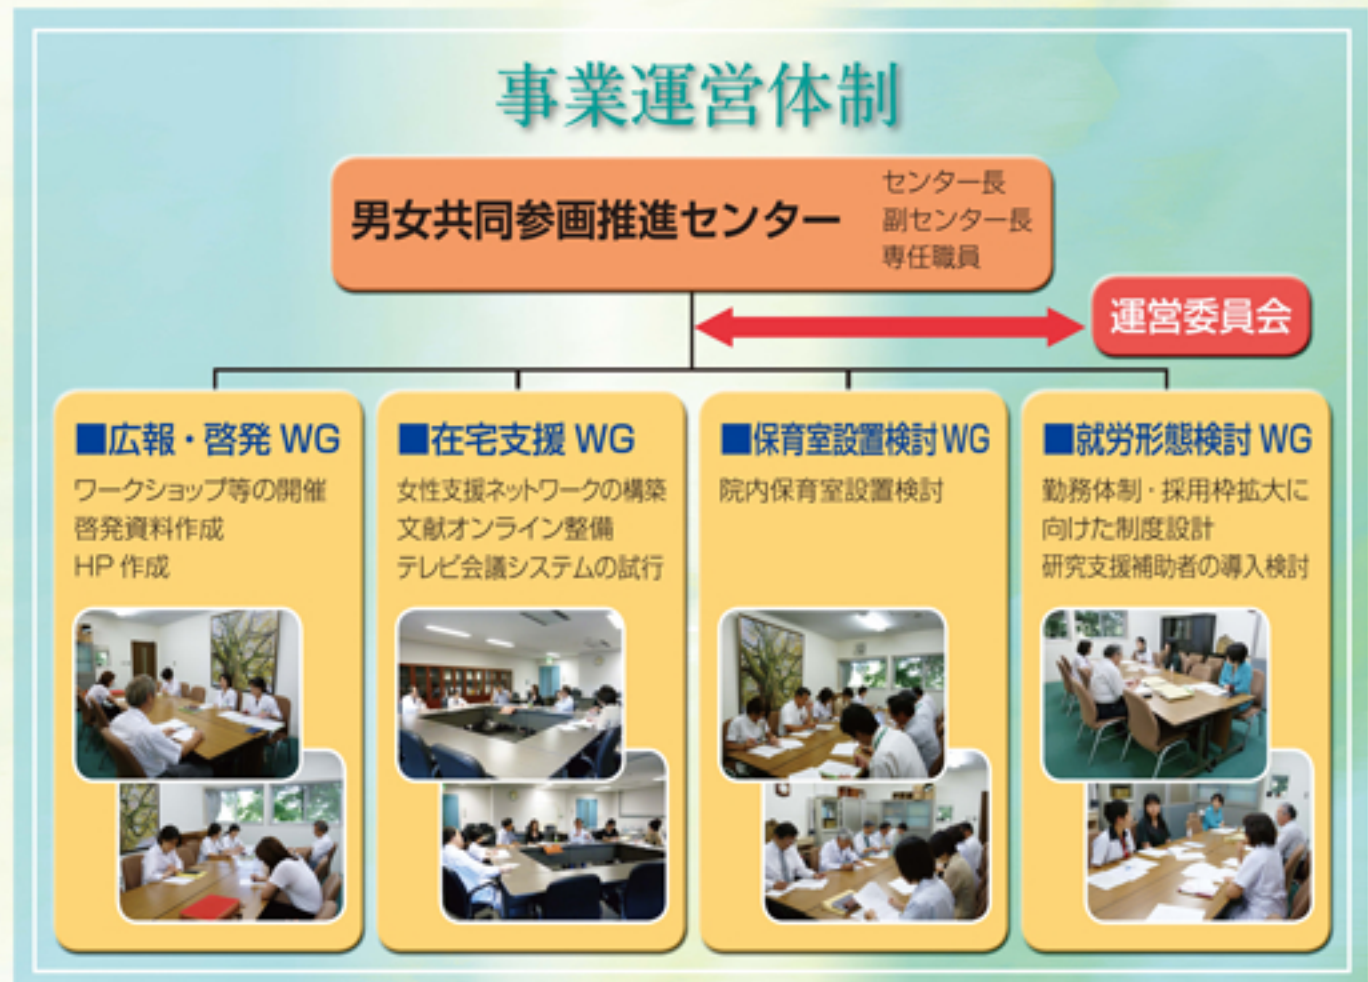 事業運営体制
男女共同参画推進センター
センター長
副センター長
専任職員
運営委員会
■広報・啓発 WG
ワークショップ等の開催
啓発資料作成
HP 作成
■在宅支援 WG
女性支援ネットワークの構築
文献オンライン整備
テレビ会議システムの試行
■保育室設置検討 WG
院内保育室設置検討
■就労形態検討 WG
勤務体制・採用枠拡大に
向けた制度設計
研究支援補助者の導入検討